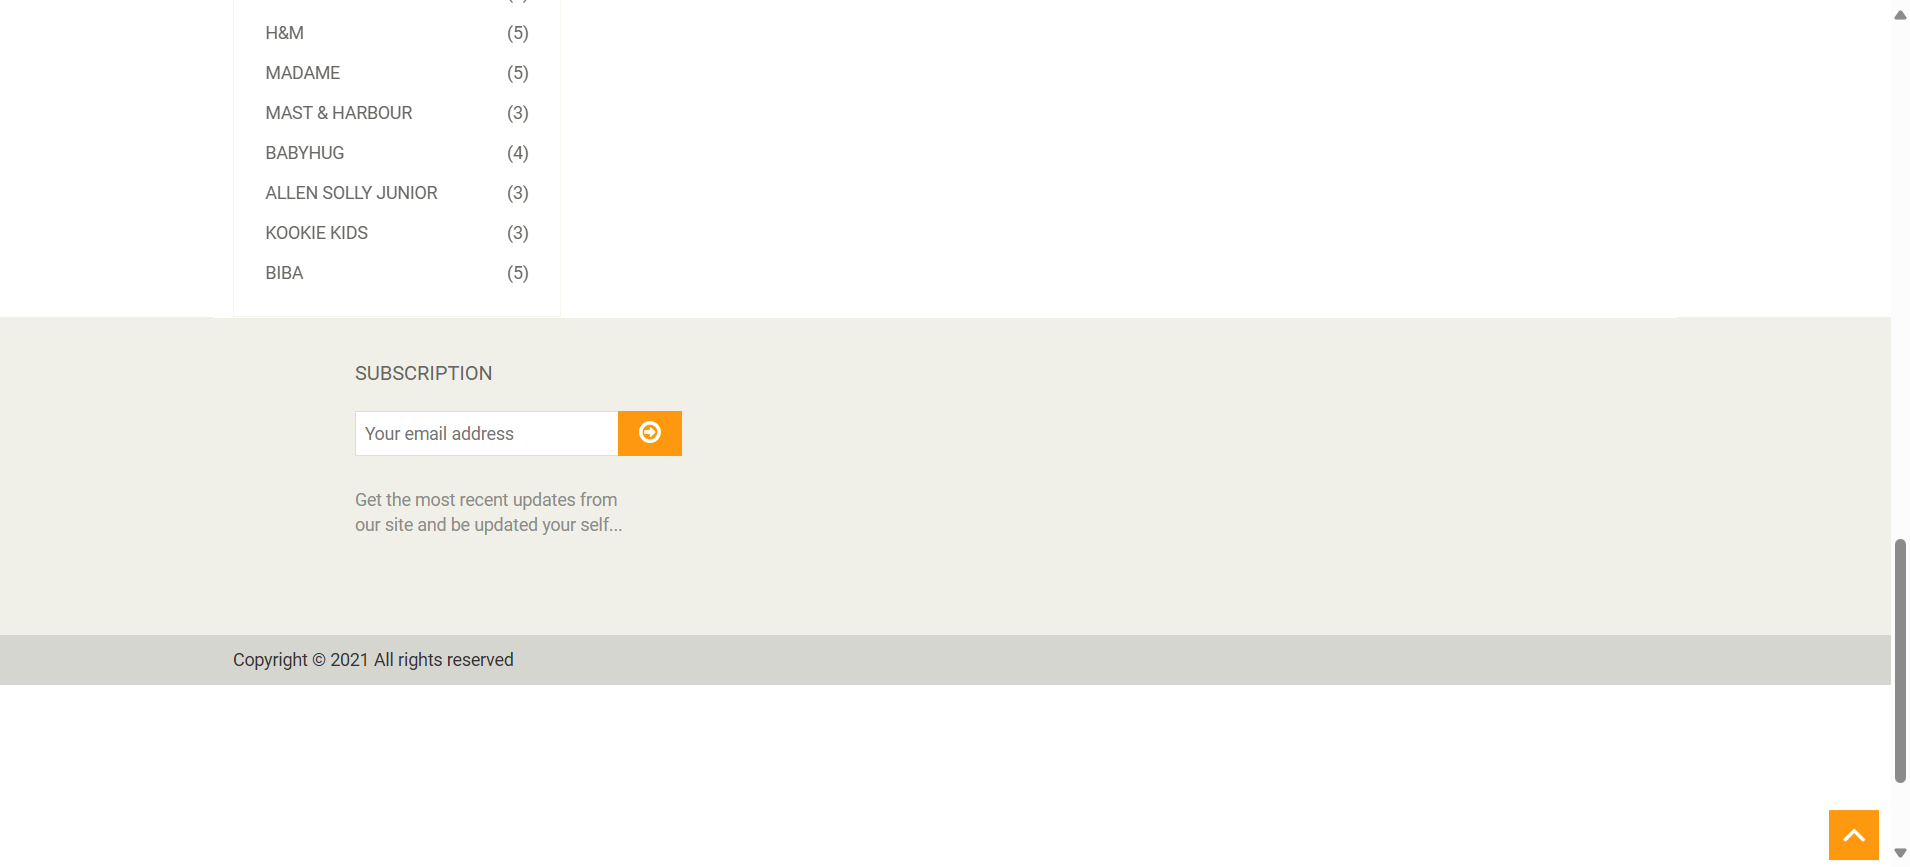 H&M (5)
MADAME (5)
MAST & HARBOUR (3)
BABYHUG (4)
ALLEN SOLLY JUNIOR (3)
KOOKIE KIDS (3)
BIBA (5)
SUBSCRIPTION
Your email address
Get the most recent updates from
our site and be updated your self...
Copyright © 2021 All rights reserved